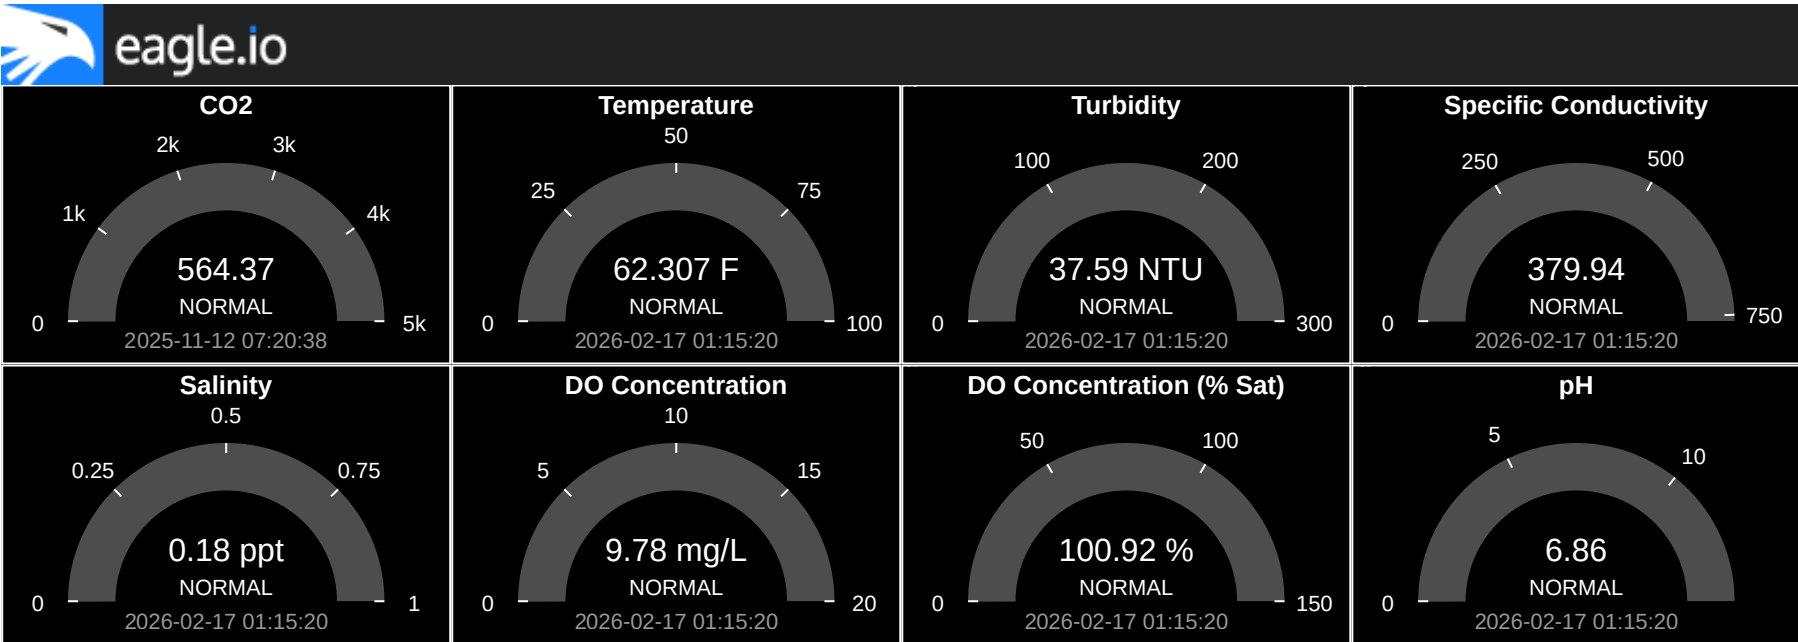 eagle.io
CO2
2k 3k
1k 4k
564.37
NORMAL
0 5k
2025-11-12 07:20:38
Temperature
50
25 75
62.307 F
NORMAL
0 100
2026-02-17 01:15:20
Turbidity
100 200
37.59 NTU
NORMAL
0 300
2026-02-17 01:15:20
Specific Conductivity
250 500
379.94
NORMAL
0 750
2026-02-17 01:15:20
Salinity
0.5
0.25 0.75
0.18 ppt
NORMAL
0 1
2026-02-17 01:15:20
DO Concentration
10
5 15
9.78 mg/L
NORMAL
0 20
2026-02-17 01:15:20
DO Concentration (% Sat)
50 100
100.92 %
NORMAL
0 150
2026-02-17 01:15:20
pH
5 10
6.86
NORMAL
0
2026-02-17 01:15:20